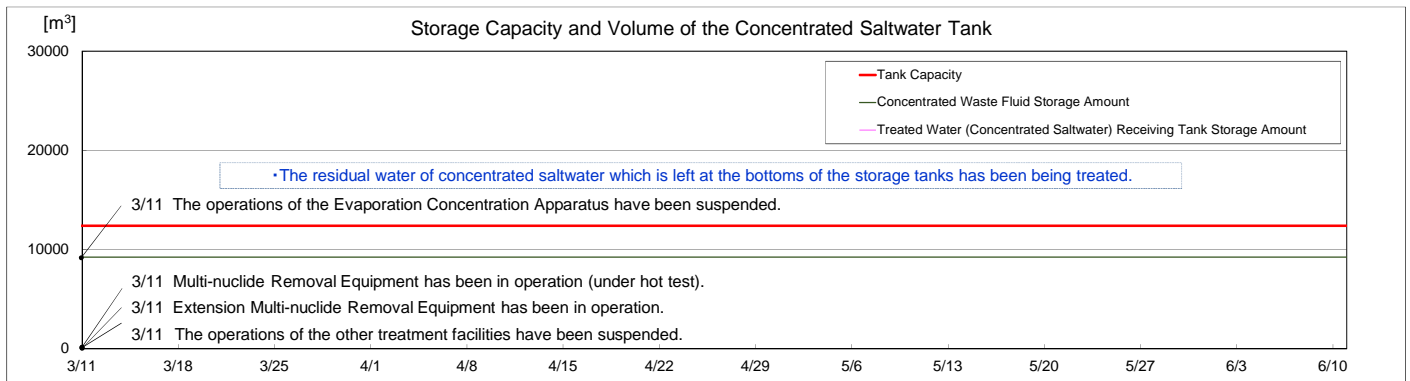 [m³]
Storage Capacity and Volume of the Concentrated Saltwater Tank
30000
Tank Capacity
Concentrated Waste Fluid Storage Amount
Treated Water (Concentrated Saltwater) Receiving Tank Storage Amount
20000
・The residual water of concentrated saltwater which is left at the bottoms of the storage tanks has been being treated.
3/11 The operations of the Evaporation Concentration Apparatus have been suspended.
10000
3/11 Multi-nuclide Removal Equipment has been in operation (under hot test).
3/11 Extension Multi-nuclide Removal Equipment has been in operation.
3/11 The operations of the other treatment facilities have been suspended.
0
3/11 3/18 3/25 4/1 4/8 4/15 4/22 4/29 5/6 5/13 5/20 5/27 6/3 6/10